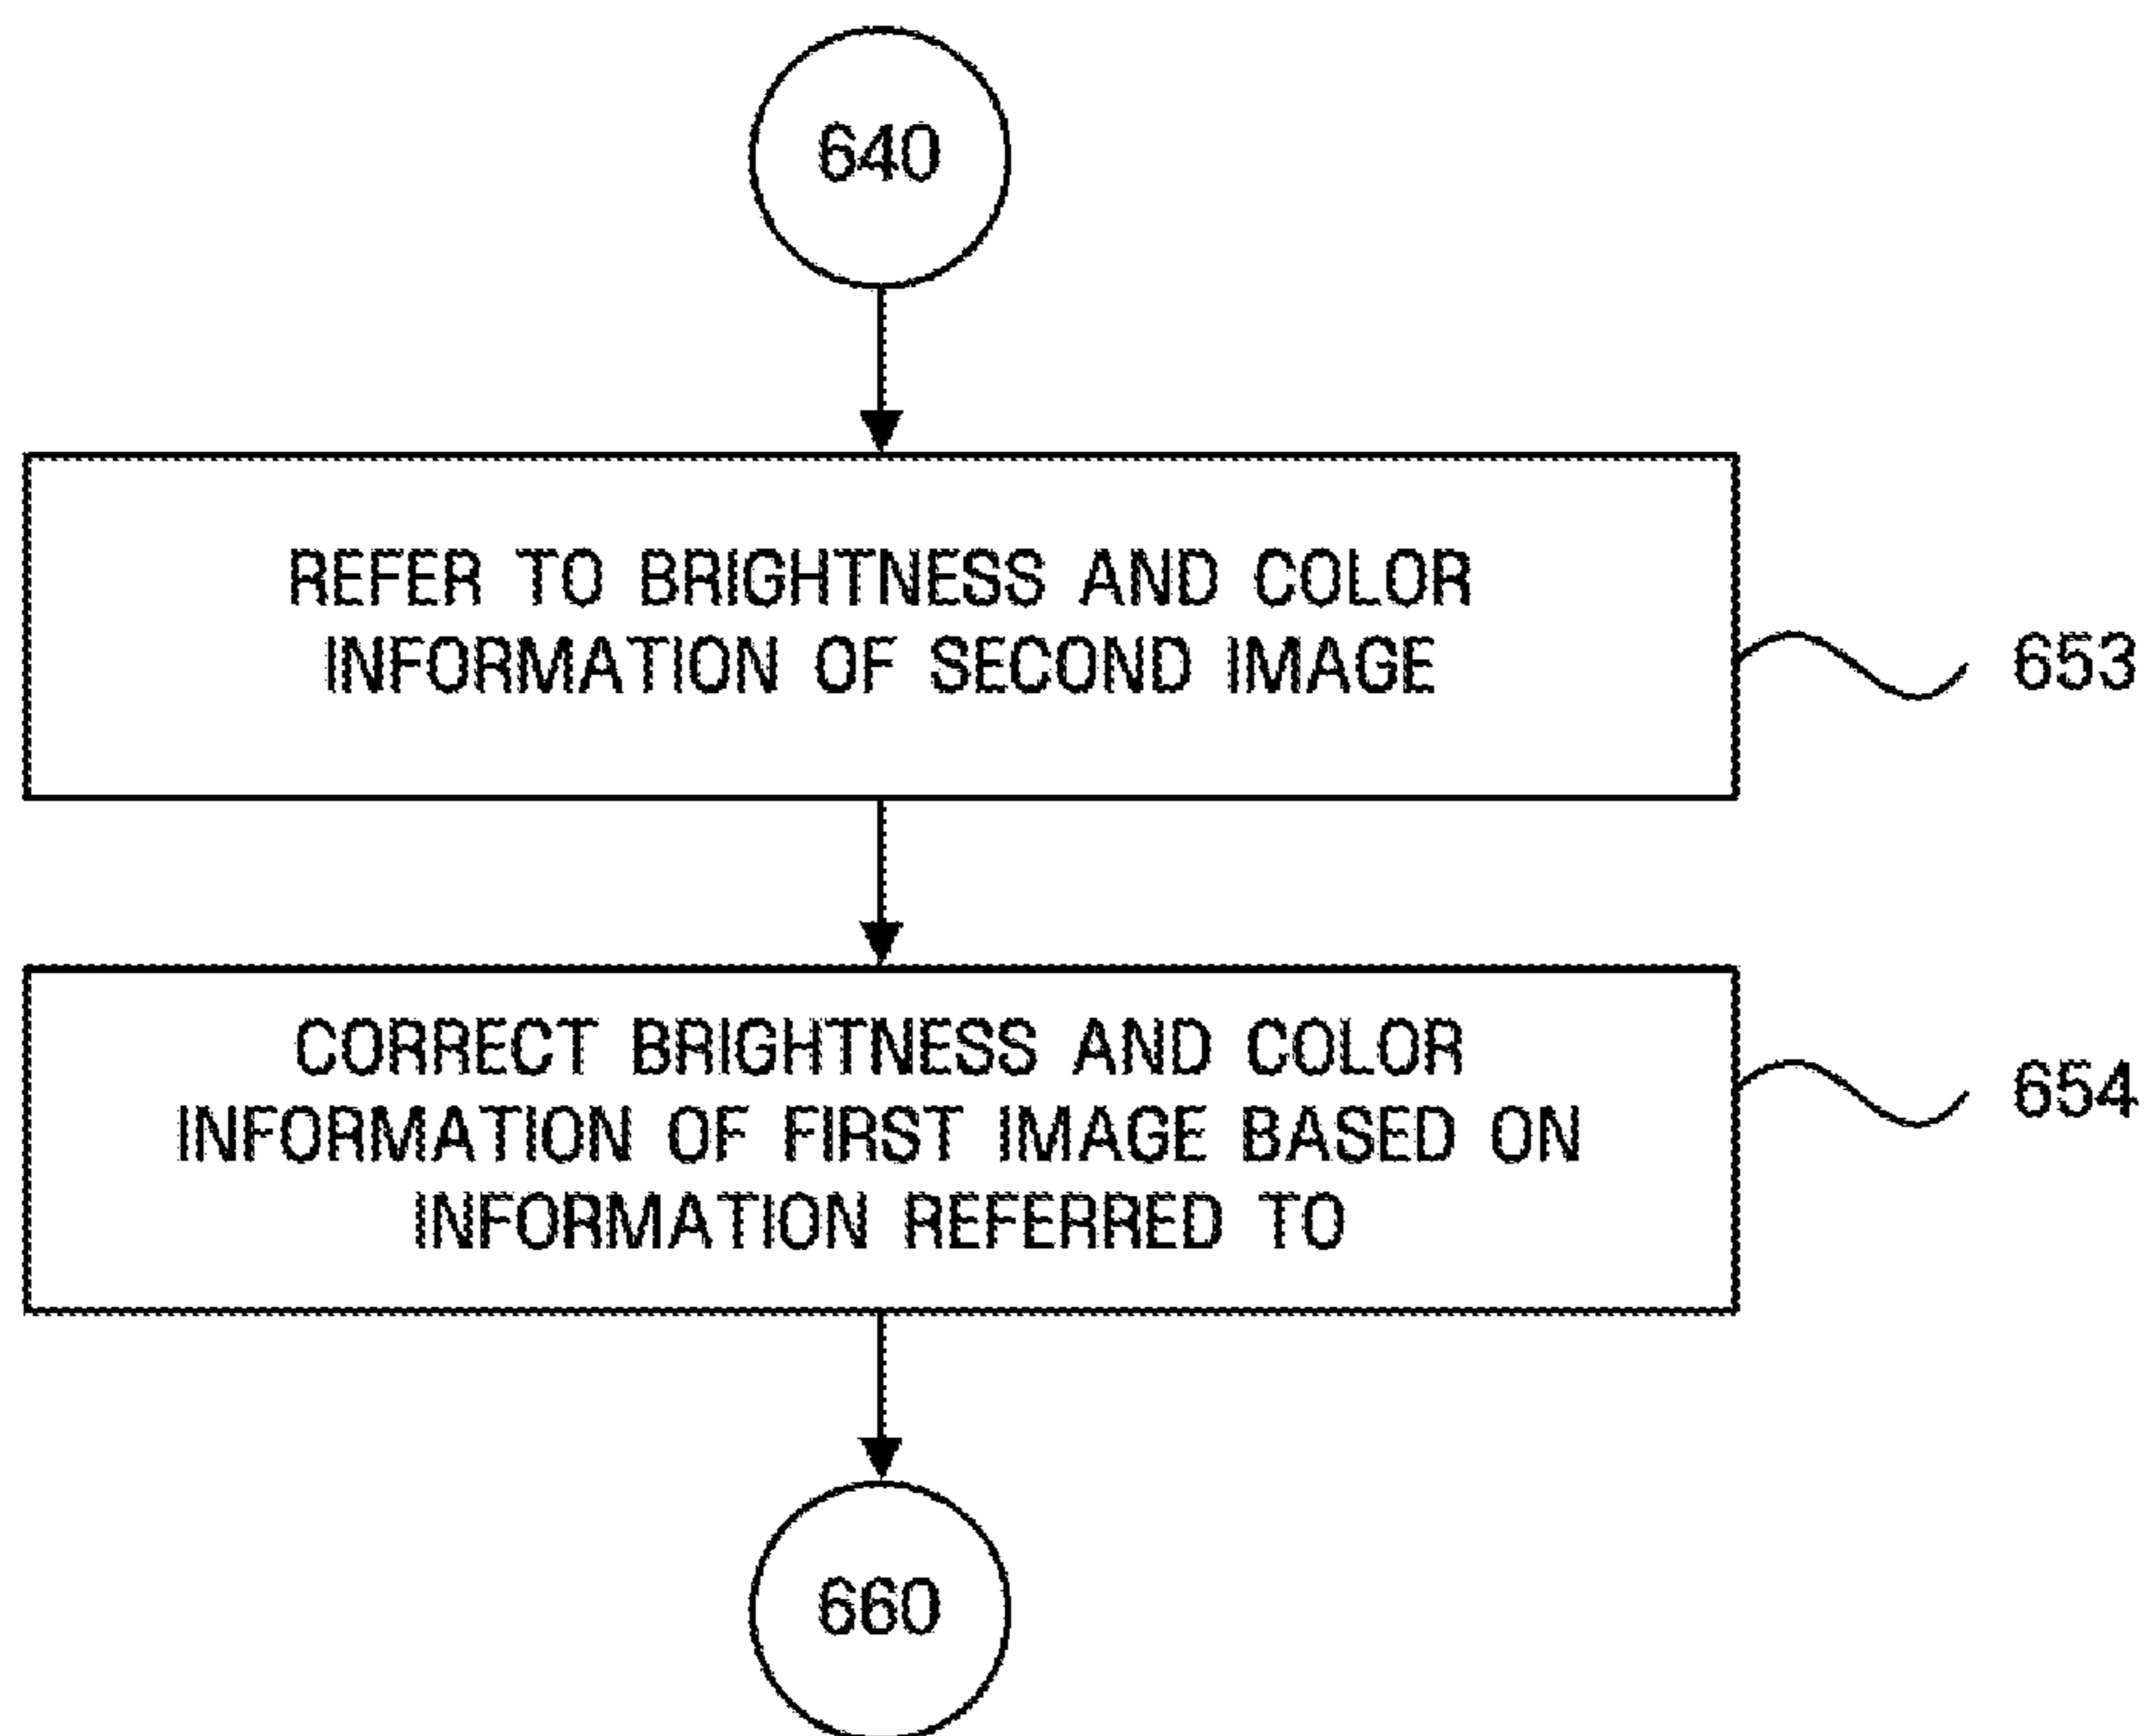 640
REFER TO BRIGHTNESS AND COLOR
INFORMATION OF SECOND IMAGE
653
CORRECT BRIGHTNESS AND COLOR
INFORMATION OF FIRST IMAGE BASED ON
INFORMATION REFERRED TO
654
660